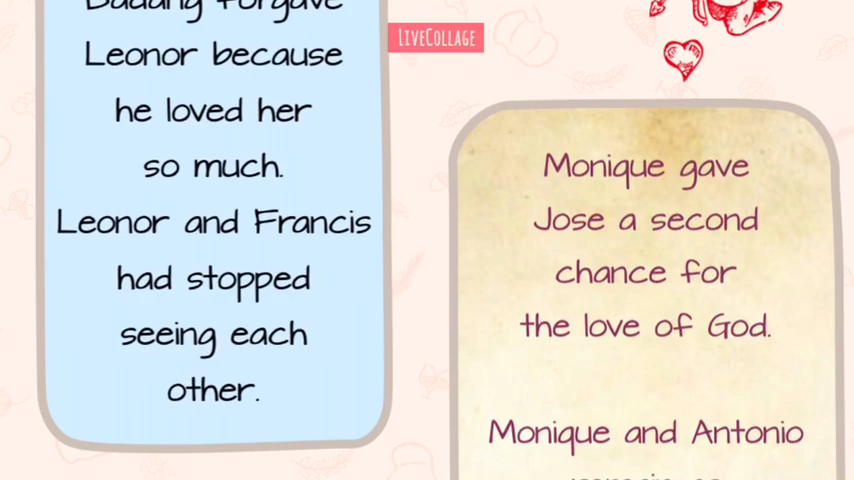 Badang forgave
Leonor because
he loved her
so much.
Leonor and Francis
had stopped
seeing each
other.
LIVECOLLAGE
Monique gave
Jose a second
chance for
the love of God.
Monique and Antonio